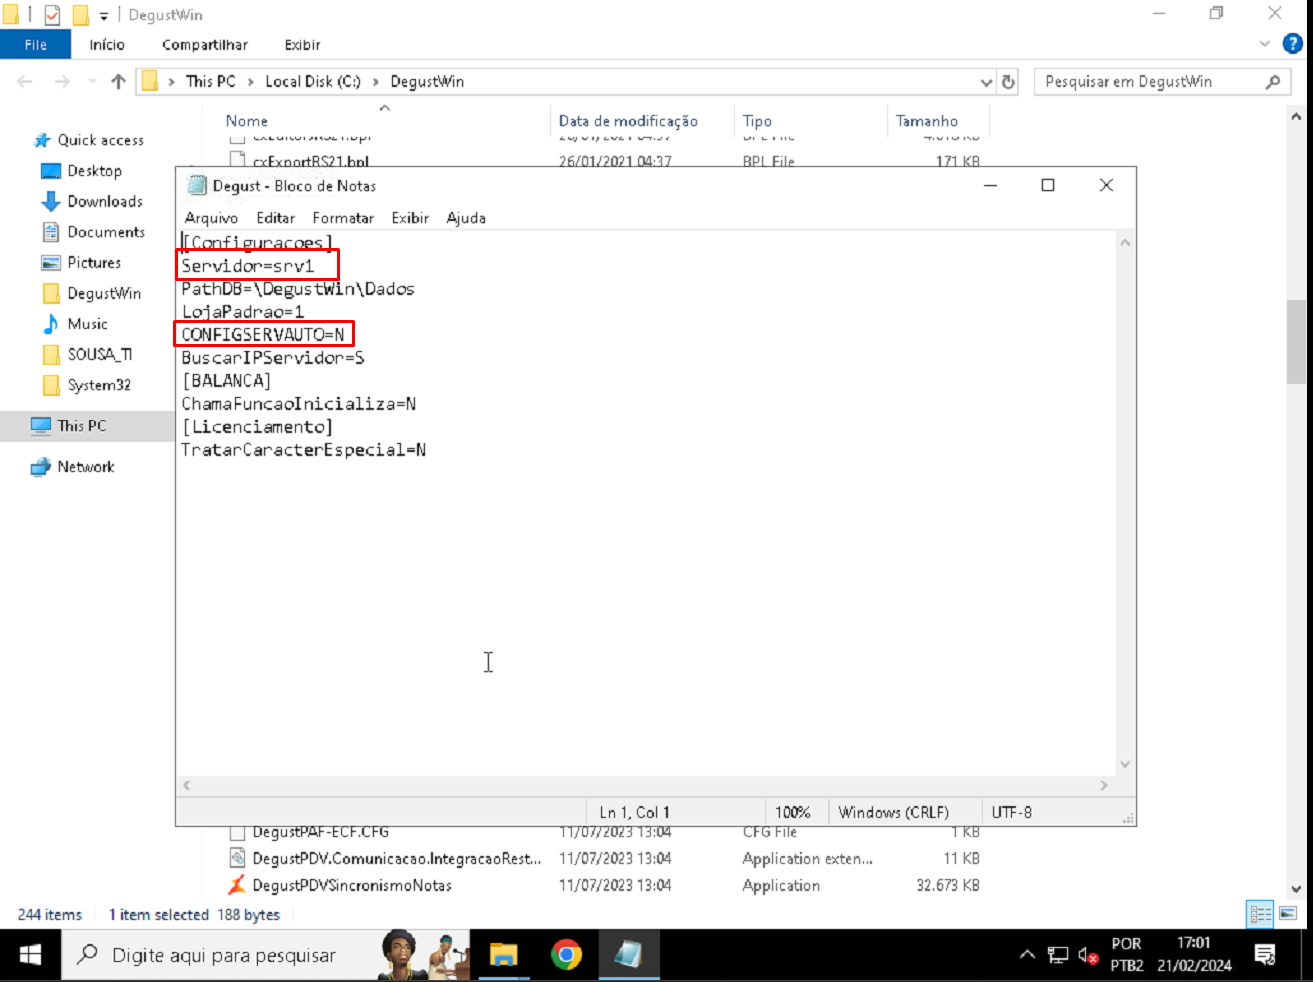 DegustWin
File Início Compartilhar Exibir
This PC Local Disk (C:) DegustWin Pesquisar em DegustWin
Nome Data de modificação Tipo Tamanho
cxExportRS21.bpl 26/01/2021 04:37 BPL File 171 KB
Quick access
Desktop
Downloads
Documents
Pictures
DegustWin
Music
SOUSA_TI
System32
This PC
Network
Degust - Bloco de Notas
Arquivo Editar Formatar Exibir Ajuda
[Configuracoes]
Servidor=srv1
PathDB=\DegustWin\Dados
LojaPadrao=1
CONFIGSERVAUTO=N
BuscarIPServidor=S
[BALANCA]
ChamaFuncaoInicializa=N
[Licenciamento]
TratarCaracterEspecial=N
Ln 1, Col 1 100% Windows (CRLF) UTF-8
DegustPAF-ECF.CFG 11/07/2023 13:04 CFG File 1 KB
DegustPDV.Comunicacao.IntegracaoRest... 11/07/2023 13:04 Application exten... 11 KB
DegustPDVSincronismoNotas 11/07/2023 13:04 Application 32.673 KB
244 items 1 item selected 188 bytes
Digite aqui para pesquisar
POR
PTB2
17:01
21/02/2024